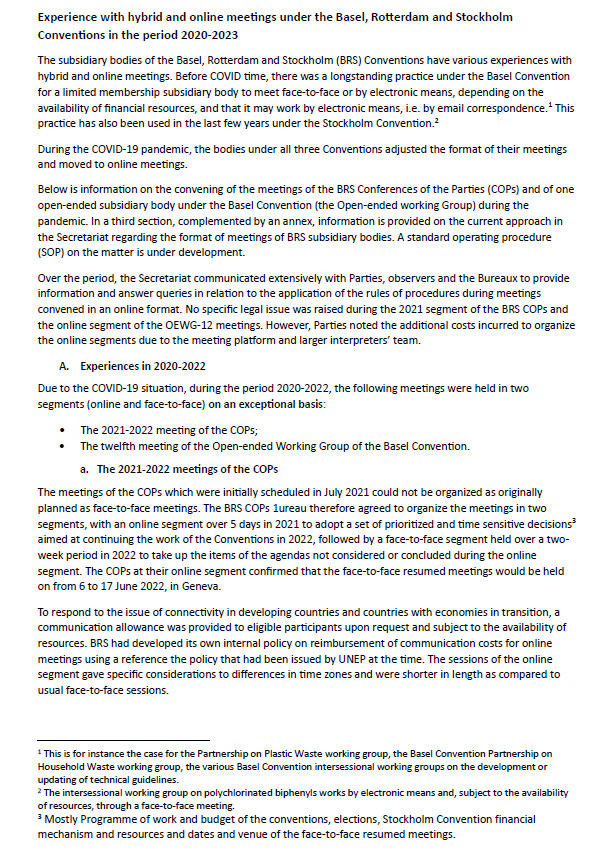 Experience with hybrid and online meetings under the Basel, Rotterdam and Stockholm
Conventions in the period 2020-2023
The subsidiary bodies of the Basel, Rotterdam and Stockholm (BRS) Conventions have various experiences with
hybrid and online meetings. Before COVID time, there was a longstanding practice under the Basel Convention
for a limited membership subsidiary body to meet face-to-face or by electronic means, depending on the
availability of financial resources, and that it may work by electronic means, i.e. by email correspondence.¹ This
practice has also been used in the last few years under the Stockholm Convention.²
During the COVID-19 pandemic, the bodies under all three Conventions adjusted the format of their meetings
and moved to online meetings.
Below is information on the convening of the meetings of the BRS Conferences of the Parties (COPs) and of one
open-ended subsidiary body under the Basel Convention (the Open-ended working Group) during the
pandemic. In a third section, complemented by an annex, information is provided on the current approach in
the Secretariat regarding the format of meetings of BRS subsidiary bodies. A standard operating procedure
(SOP) on the matter is under development.
Over the period, the Secretariat communicated extensively with Parties, observers and the Bureaux to provide
information and answer queries in relation to the application of the rules of procedures during meetings
convened in an online format. No specific legal issue was raised during the 2021 segment of the BRS COPs and
the online segment of the OEWG-12 meetings. However, Parties noted the additional costs incurred to organize
the online segments due to the meeting platform and larger interpreters' team.
A. Experiences in 2020-2022
Due to the COVID-19 situation, during the period 2020-2022, the following meetings were held in two
segments (online and face-to-face) on an exceptional basis:
• The 2021-2022 meeting of the COPs;
• The twelfth meeting of the Open-ended Working Group of the Basel Convention.
a. The 2021-2022 meetings of the COPs
The meetings of the COPs which were initially scheduled in July 2021 could not be organized as originally
planned as face-to-face meetings. The BRS COPs 1ureau therefore agreed to organize the meetings in two
segments, with an online segment over 5 days in 2021 to adopt a set of prioritized and time sensitive decisions³
aimed at continuing the work of the Conventions in 2022, followed by a face-to-face segment held over a two-
week period in 2022 to take up the items of the agendas not considered or concluded during the online
segment. The COPs at their online segment confirmed that the face-to-face resumed meetings would be held
on from 6 to 17 June 2022, in Geneva.
To respond to the issue of connectivity in developing countries and countries with economies in transition, a
communication allowance was provided to eligible participants upon request and subject to the availability of
resources. BRS had developed its own internal policy on reimbursement of communication costs for online
meetings using a reference the policy that had been issued by UNEP at the time. The sessions of the online
segment gave specific considerations to differences in time zones and were shorter in length as compared to
usual face-to-face sessions.
¹ This is for instance the case for the Partnership on Plastic Waste working group, the Basel Convention Partnership on
Household Waste working group, the various Basel Convention intersessional working groups on the development or
updating of technical guidelines.
² The intersessional working group on polychlorinated biphenyls works by electronic means and, subject to the availability
of resources, through a face-to-face meeting.
³ Mostly Programme of work and budget of the conventions, elections, Stockholm Convention financial
mechanism and resources and dates and venue of the face-to-face resumed meetings.